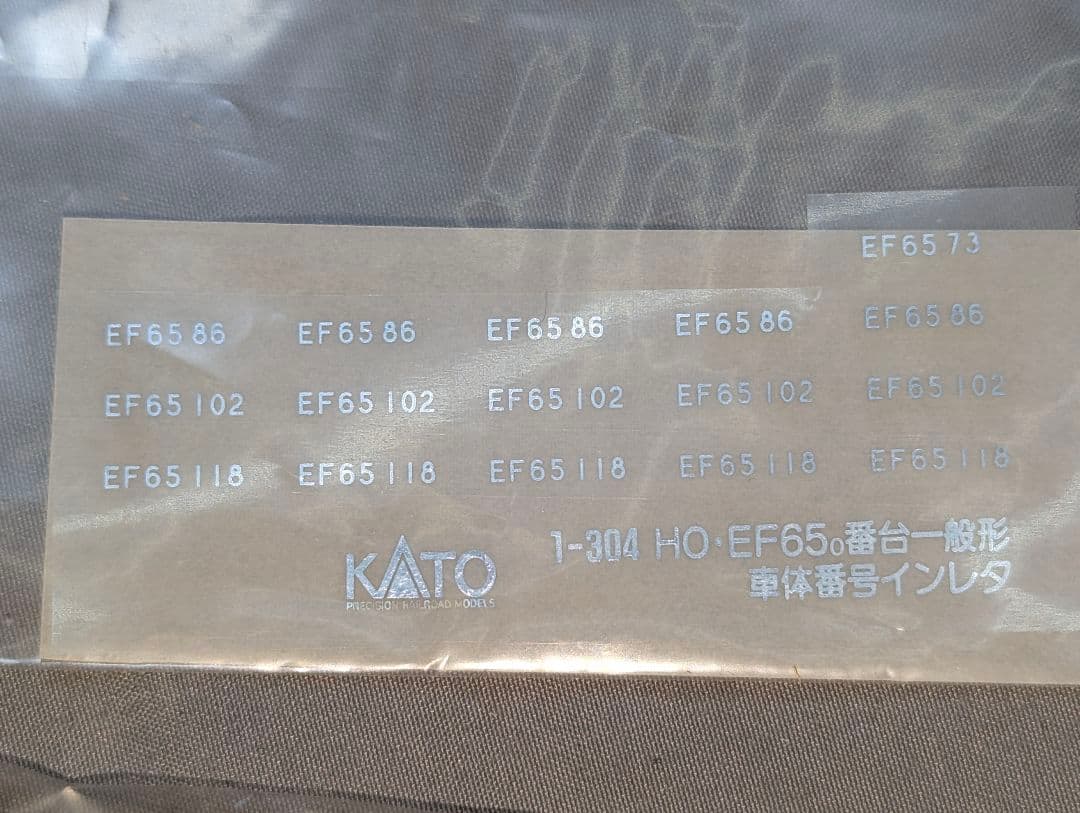 EF65 73
EF65 86 EF65 86 EF65 86 EF65 86 EF65 86
EF65 102 EF65 102 EF65 102 EF65 102 EF65 102
EF65 118 EF65 118 EF65 118 EF65 118 EF65 118
1-304 HO・EF65₀番台一般形
車体番号インレタ
KATO
PRECISION RAILROAD MODELS